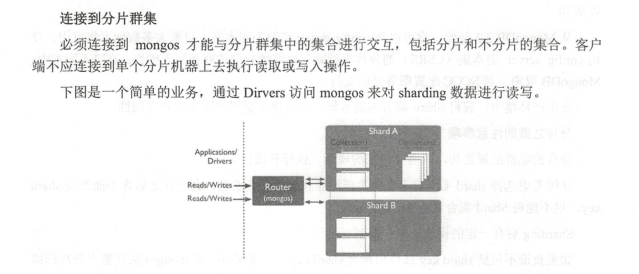 连接到分片群集
必须连接到 mongos 才能与分片群集中的集合进行交互，包括分片和不分片的集合。客户
端不应连接到单个分片机器上去执行读取或写入操作。
下图是一个简单的业务，通过 Dirvers 访问 mongos 来对 sharding 数据进行读写。
Shard A
Collection1
Applications/
Drivers
Reads/Writes
Reads/Writes
Router
(mongos)
Shard B